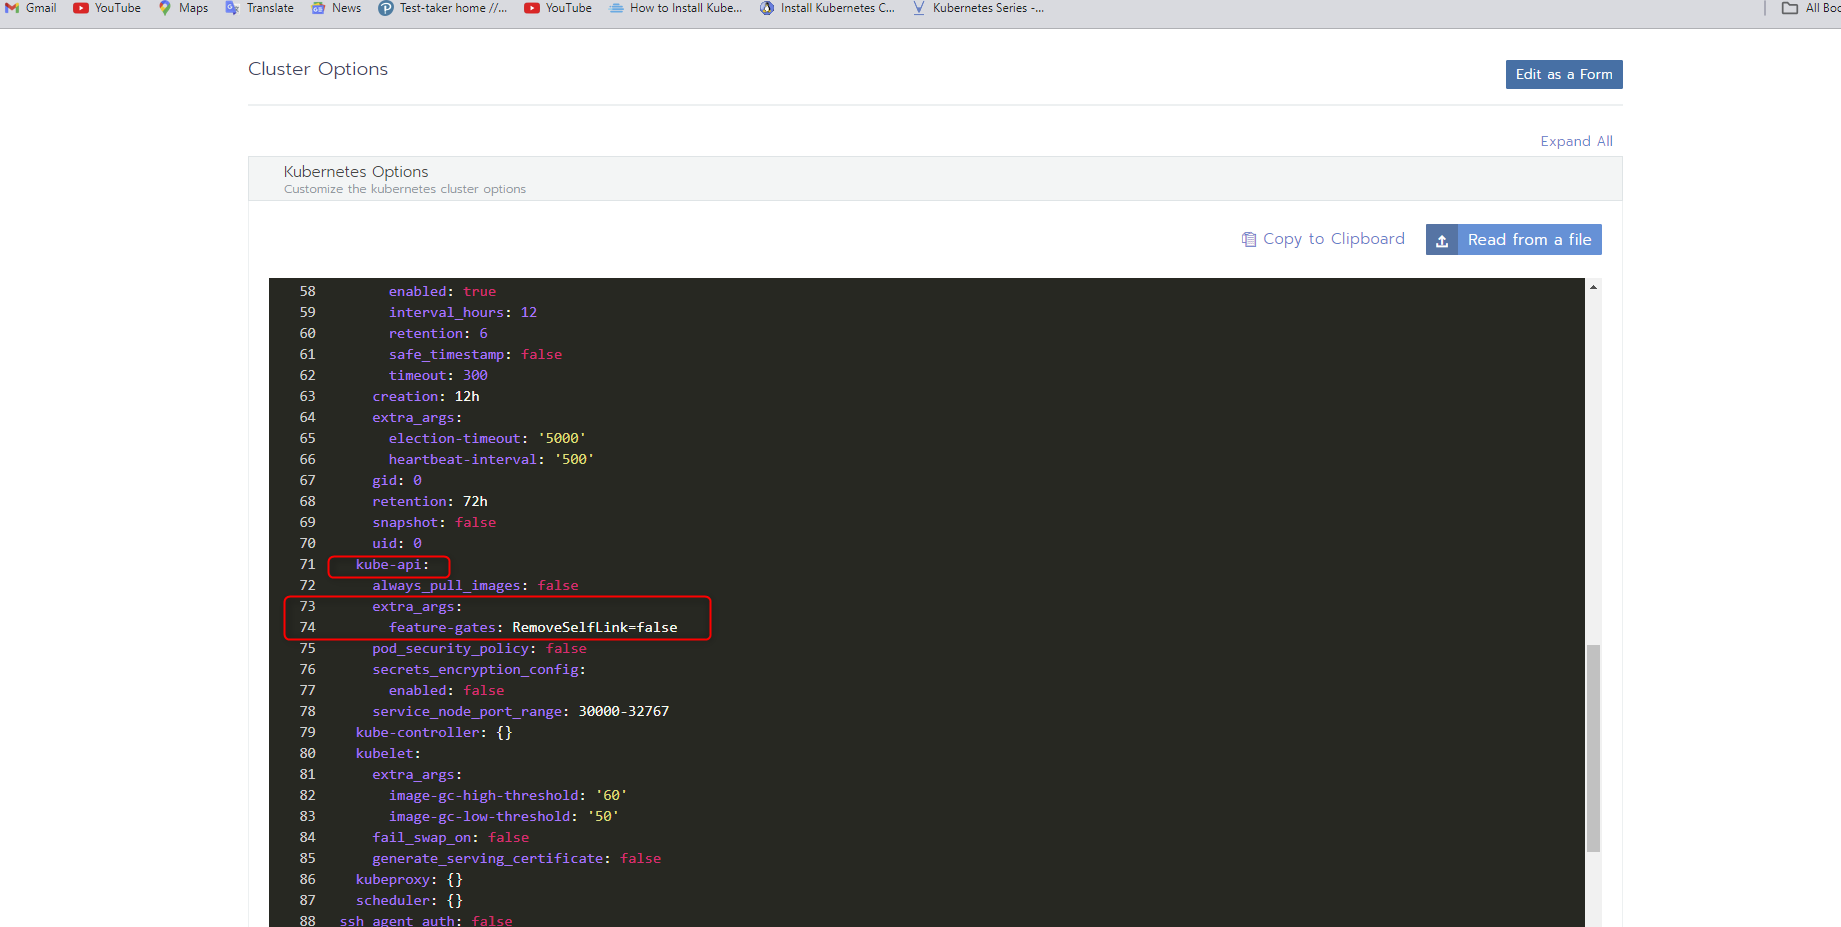 Gmail YouTube Maps Translate News Test-taker home //... YouTube How to Install Kube... Install Kubernetes C... Kubernetes Series -... All Boo
Cluster Options
Edit as a Form
Expand All
Kubernetes Options
Customize the kubernetes cluster options
Copy to Clipboard Read from a file
58 enabled: true
59 interval_hours: 12
60 retention: 6
61 safe_timestamp: false
62 timeout: 300
63 creation: 12h
64 extra_args:
65 election-timeout: '5000'
66 heartbeat-interval: '500'
67 gid: 0
68 retention: 72h
69 snapshot: false
70 uid: 0
71 kube-api:
72 always_pull_images: false
73 extra_args:
74 feature-gates: RemoveSelfLink=false
75 pod_security_policy: false
76 secrets_encryption_config:
77 enabled: false
78 service_node_port_range: 30000-32767
79 kube-controller: {}
80 kubelet:
81 extra_args:
82 image-gc-high-threshold: '60'
83 image-gc-low-threshold: '50'
84 fail_swap_on: false
85 generate_serving_certificate: false
86 kubeproxy: {}
87 scheduler: {}
88 ssh_agent_auth: false